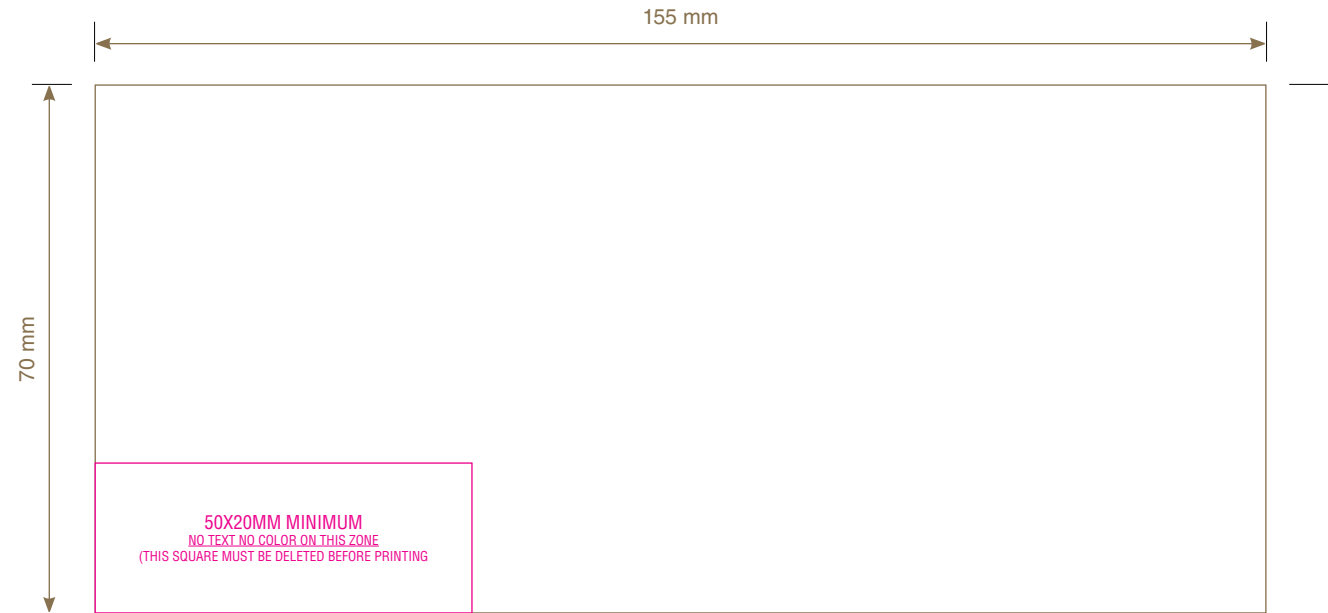 155 mm
70 mm
50X20MM MINIMUM
NO TEXT NO COLOR ON THIS ZONE
(THIS SQUARE MUST BE DELETED BEFORE PRINTING